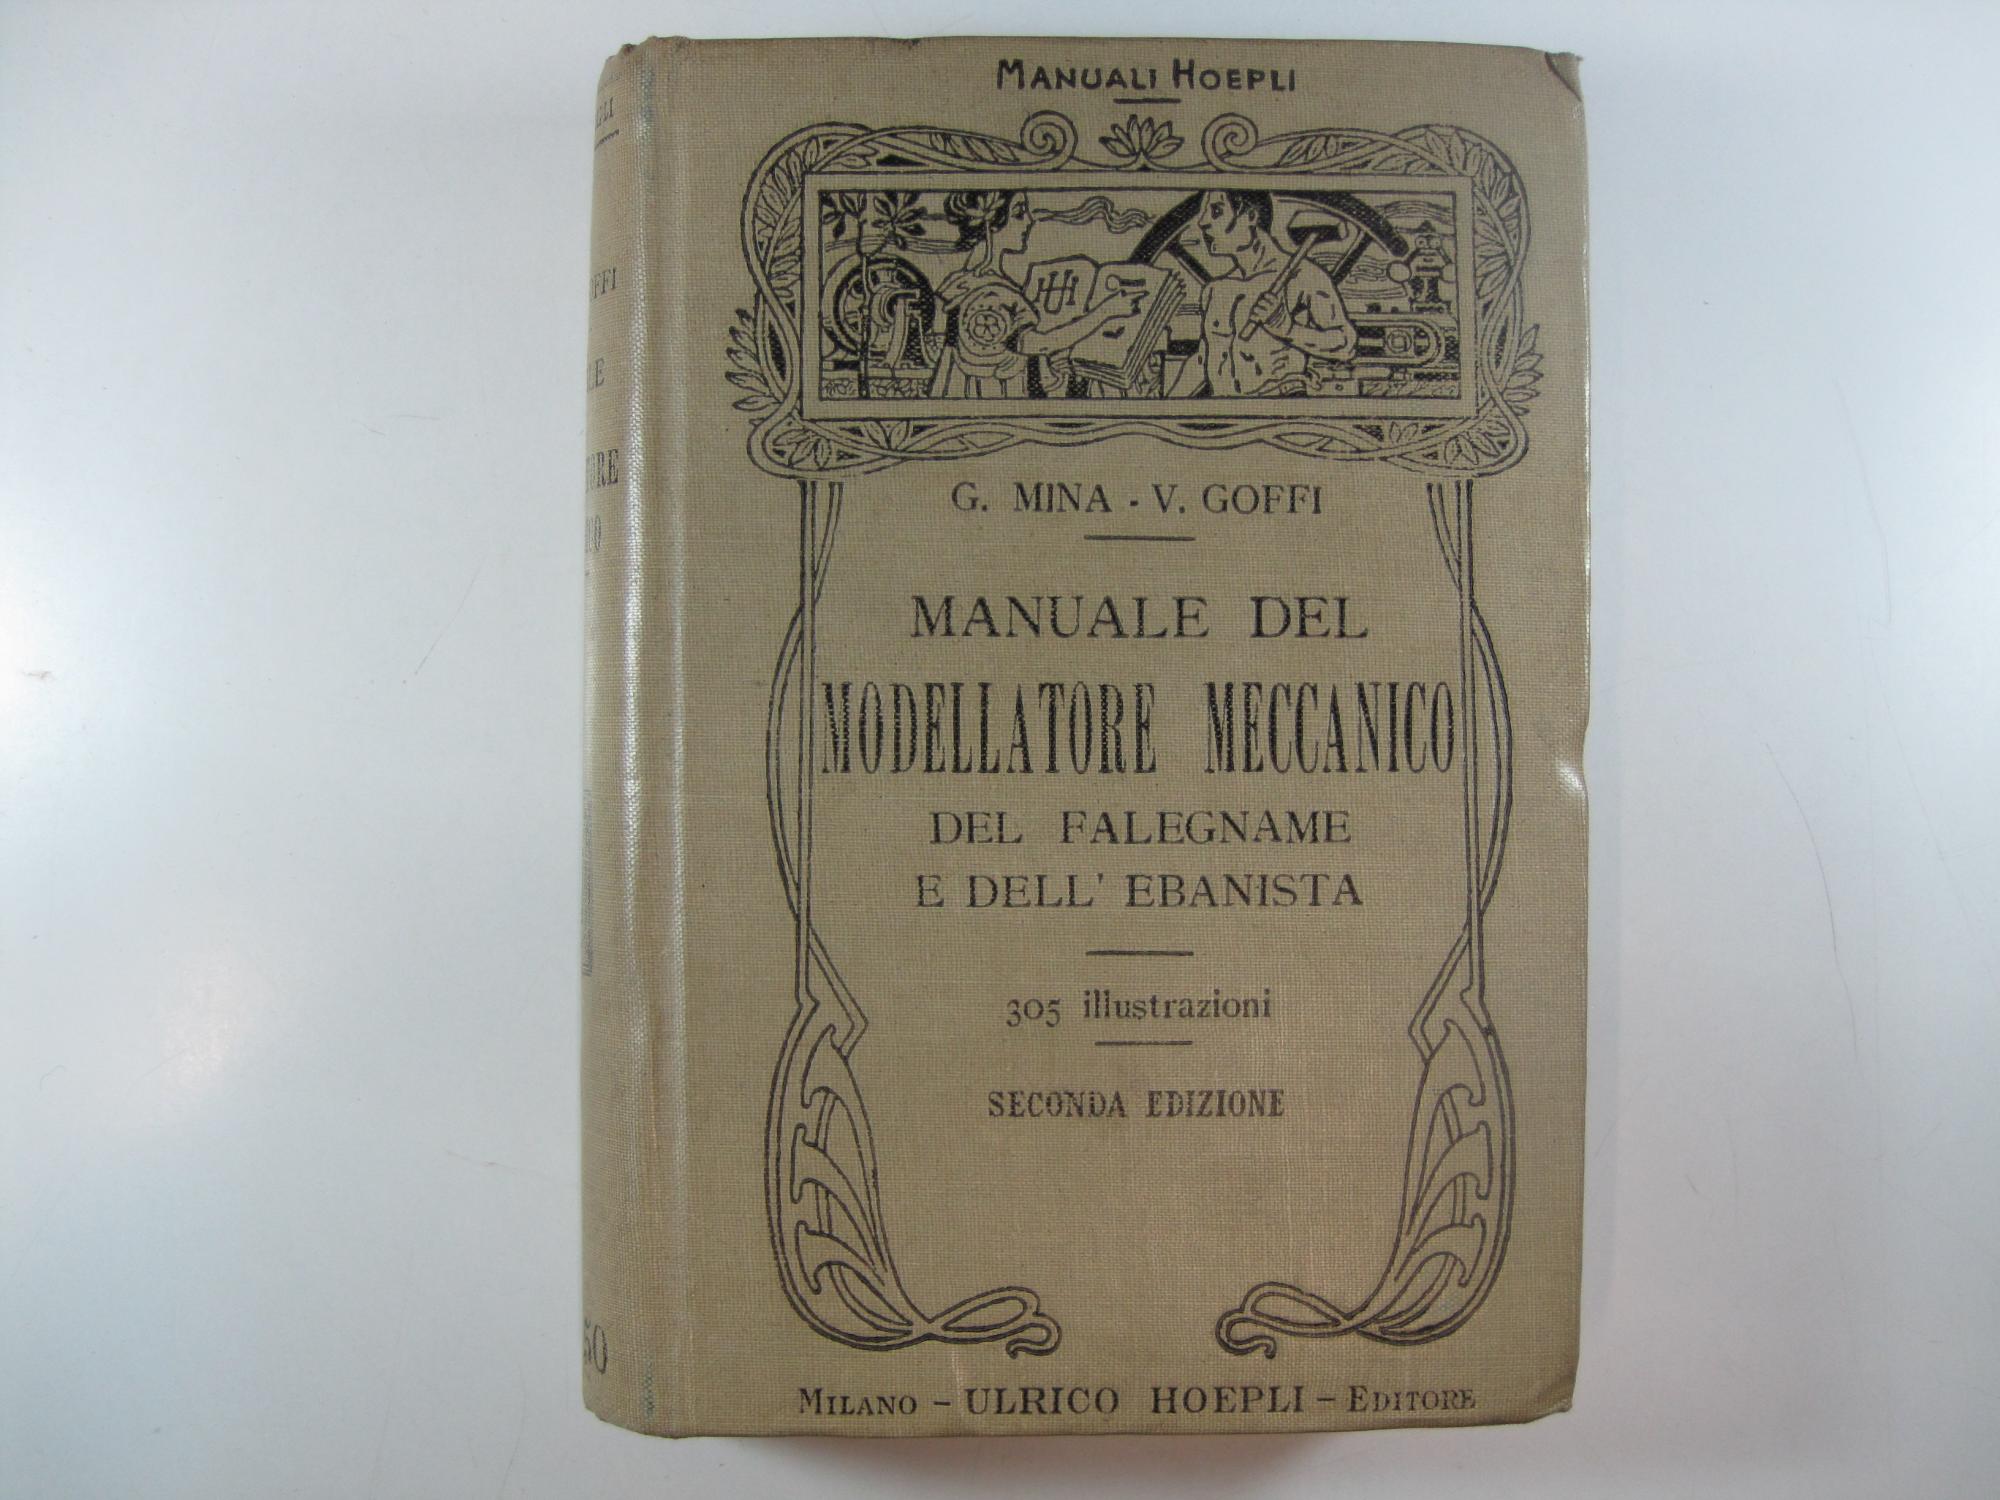 MANUALI HOEPLI
G. MINA - V. GOFFI
MANUALE DEL
MODELLATORE MECCANICO
DEL FALEGNAME
E DELL' EBANISTA
305 illustrazioni
SECONDA EDIZIONE
MILANO - ULRICO HOEPLI - EDITORE